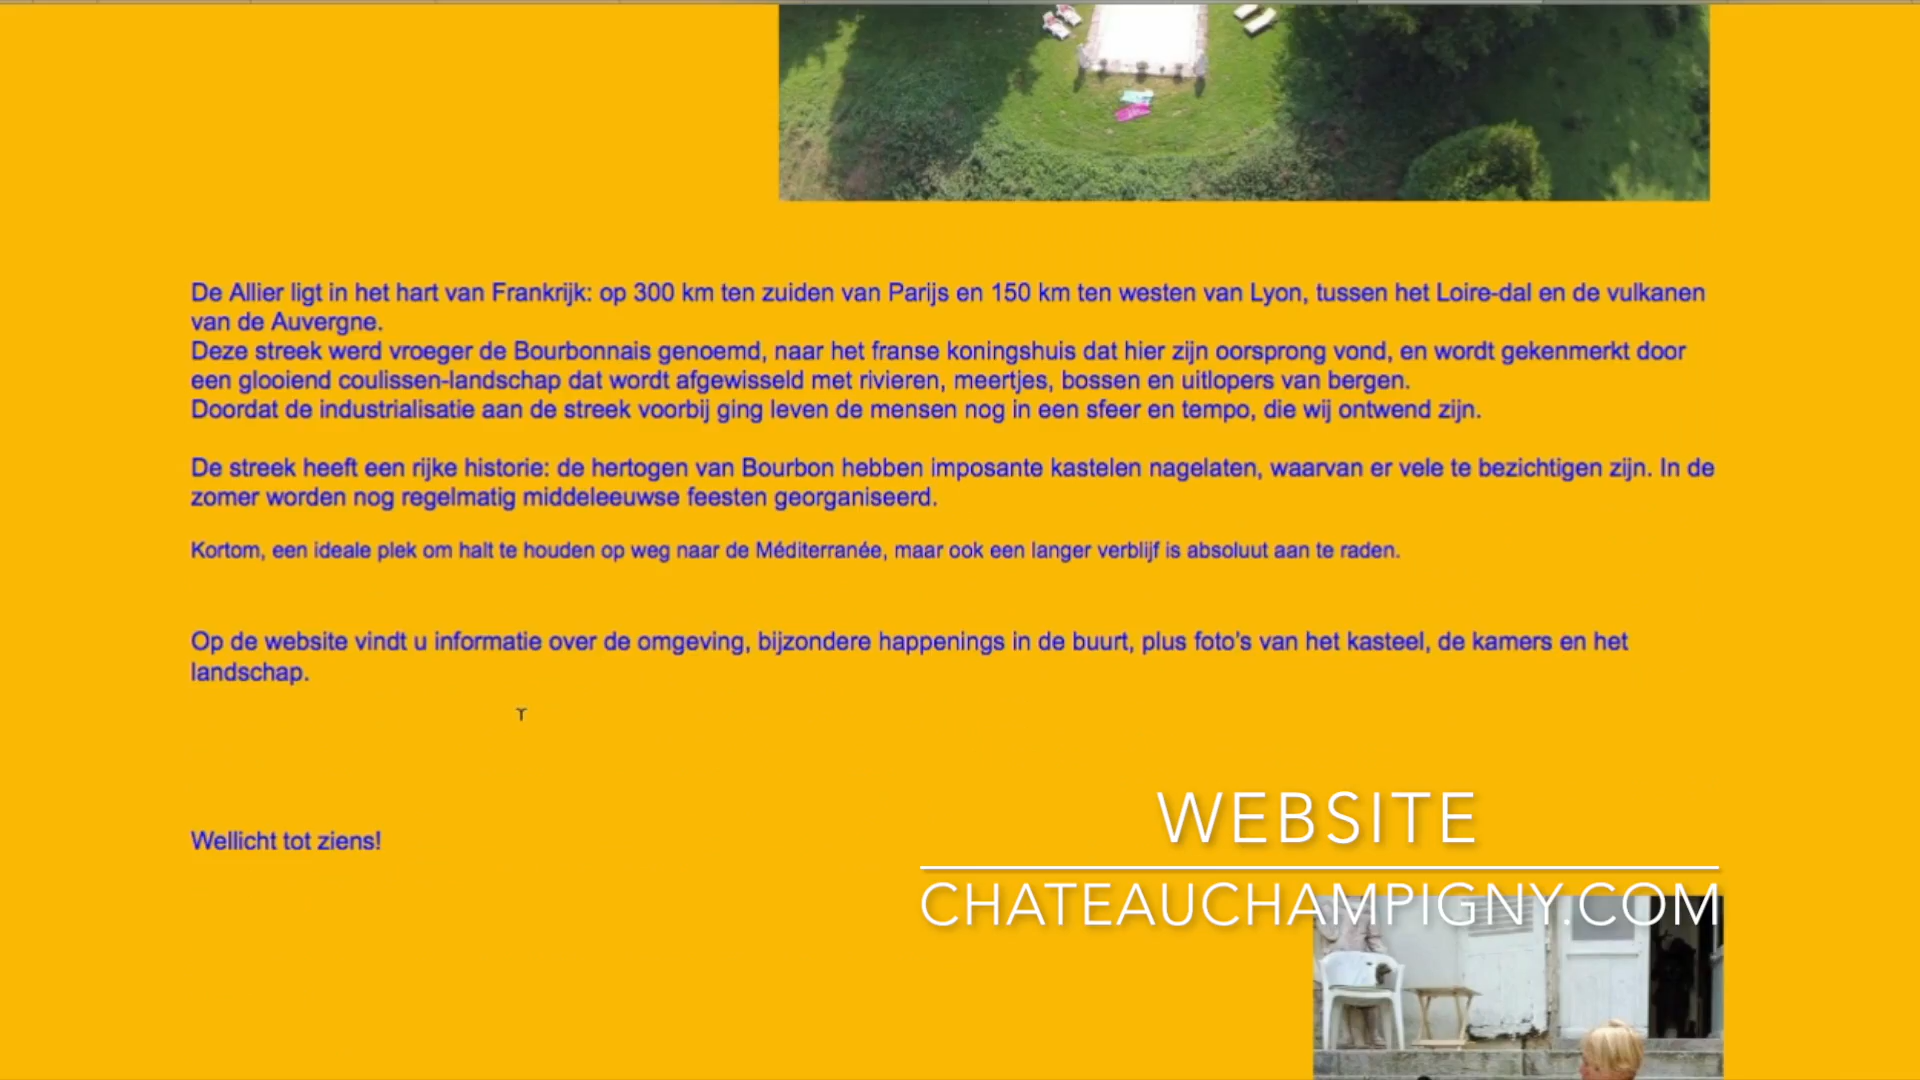 De Allier ligt in het hart van Frankrijk: op 300 km ten zuiden van Parijs en 150 km ten westen van Lyon, tussen het Loire-dal en de vulkanen
van de Auvergne.
Deze streek werd vroeger de Bourbonnais genoemd, naar het franse koningshuis dat hier zijn oorsprong vond, en wordt gekenmerkt door
een glooiend coulissen-landschap dat wordt afgewisseld met rivieren, meertjes, bossen en uitlopers van bergen.
Doordat de industrialisatie aan de streek voorbij ging leven de mensen nog in een sfeer en tempo, die wij ontwend zijn.
De streek heeft een rijke historie: de hertogen van Bourbon hebben imposante kastelen nagelaten, waarvan er vele te bezichtigen zijn. In de
zomer worden nog regelmatig middeleeuwse feesten georganiseerd.
Kortom, een ideale plek om halt te houden op weg naar de Méditerranée, maar ook een langer verblijf is absoluut aan te raden.
Op de website vindt u informatie over de omgeving, bijzondere happenings in de buurt, plus foto's van het kasteel, de kamers en het
landschap.
Wellicht tot ziens!
WEBSITE
CHATEAUCHAMPIGNY.COM